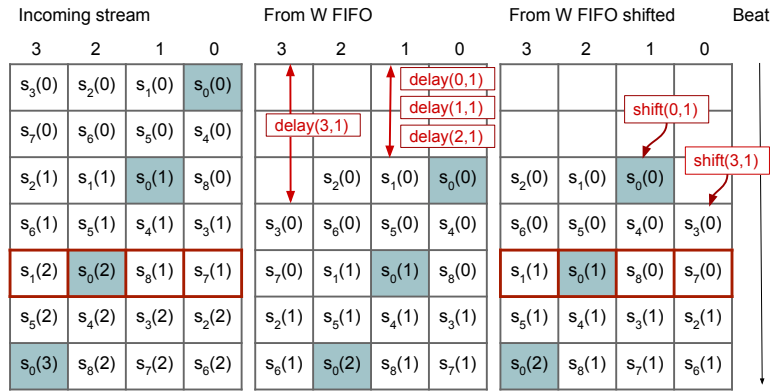 Incoming stream From W FIFO From W FIFO shifted Beat
3 2 1 0 3 2 1 0 3 2 1 0
s3(0) s2(0) s1(0) s0(0) delay(0,1)
s7(0) s6(0) s5(0) s4(0) delay(3,1) delay(1,1) delay(2,1) shift(0,1)
s2(1) s1(1) s0(1) s8(0) s2(0) s1(0) s0(0) s2(0) s1(0) s0(0) shift(3,1)
s6(1) s5(1) s4(1) s3(1) s3(0) s6(0) s5(0) s4(0) s6(0) s5(0) s4(0) s3(0)
s1(2) s0(2) s8(1) s7(1) s7(0) s1(1) s0(1) s8(0) s1(1) s0(1) s8(0) s7(0)
s5(2) s4(2) s3(2) s2(2) s2(1) s5(1) s4(1) s3(1) s5(1) s4(1) s3(1) s2(1)
s0(3) s8(2) s7(2) s6(2) s6(1) s0(2) s8(1) s7(1) s0(2) s8(1) s7(1) s6(1)